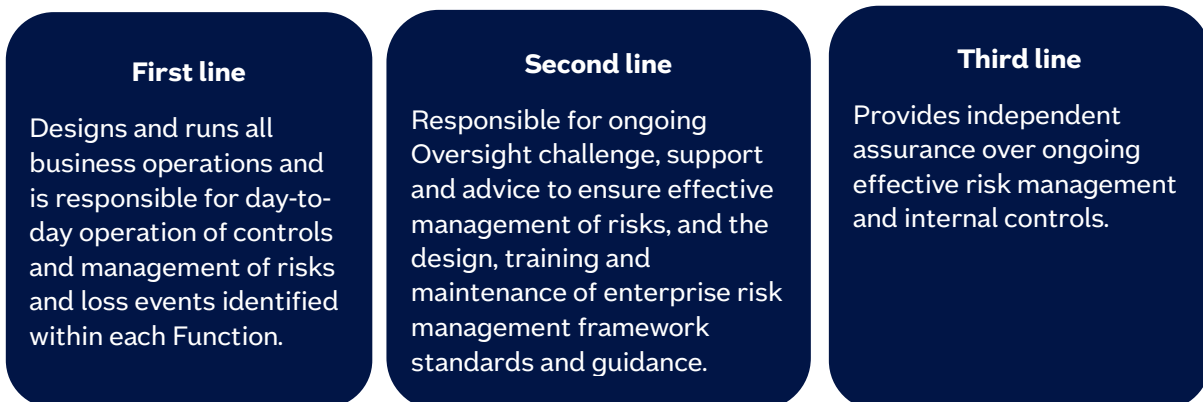 First line
Designs and runs all
business operations and
is responsible for day-to-
day operation of controls
and management of risks
and loss events identified
within each Function.
Second line
Responsible for ongoing
Oversight challenge, support
and advice to ensure effective
management of risks, and the
design, training and
maintenance of enterprise risk
management framework
standards and guidance.
Third line
Provides independent
assurance over ongoing
effective risk management
and internal controls.